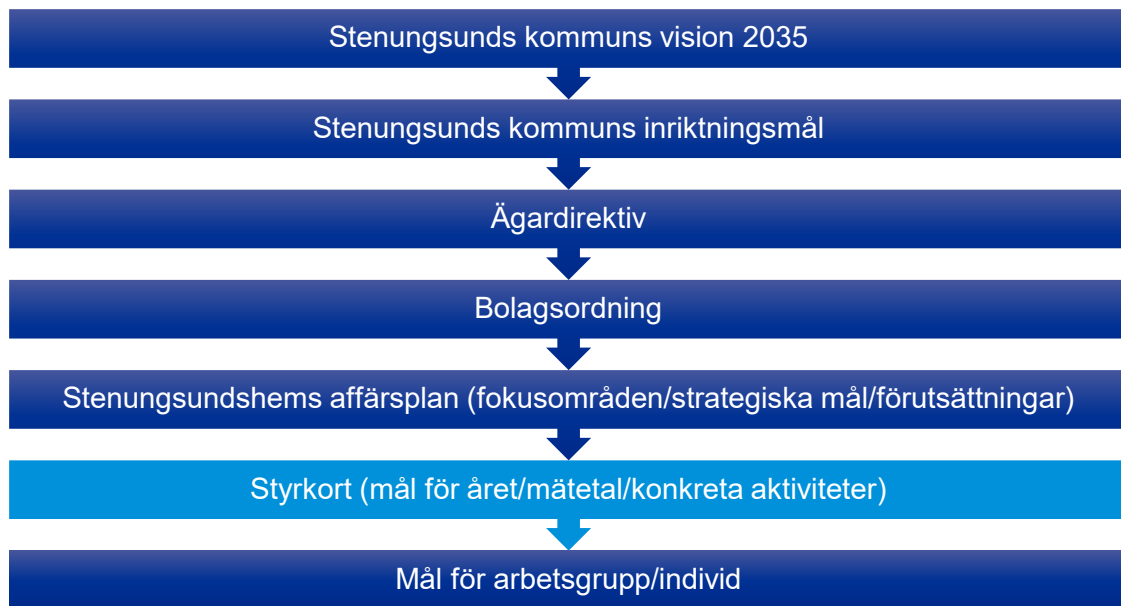 Stenungsunds kommuns vision 2035
Stenungsunds kommuns inriktningsmål
Ägardirektiv
Bolagsordning
Stenungsundshems affärsplan (fokusområden/strategiska mål/förutsättningar)
Styrkort (mål för året/mätetal/konkreta aktiviteter)
Mål för arbetsgrupp/individ